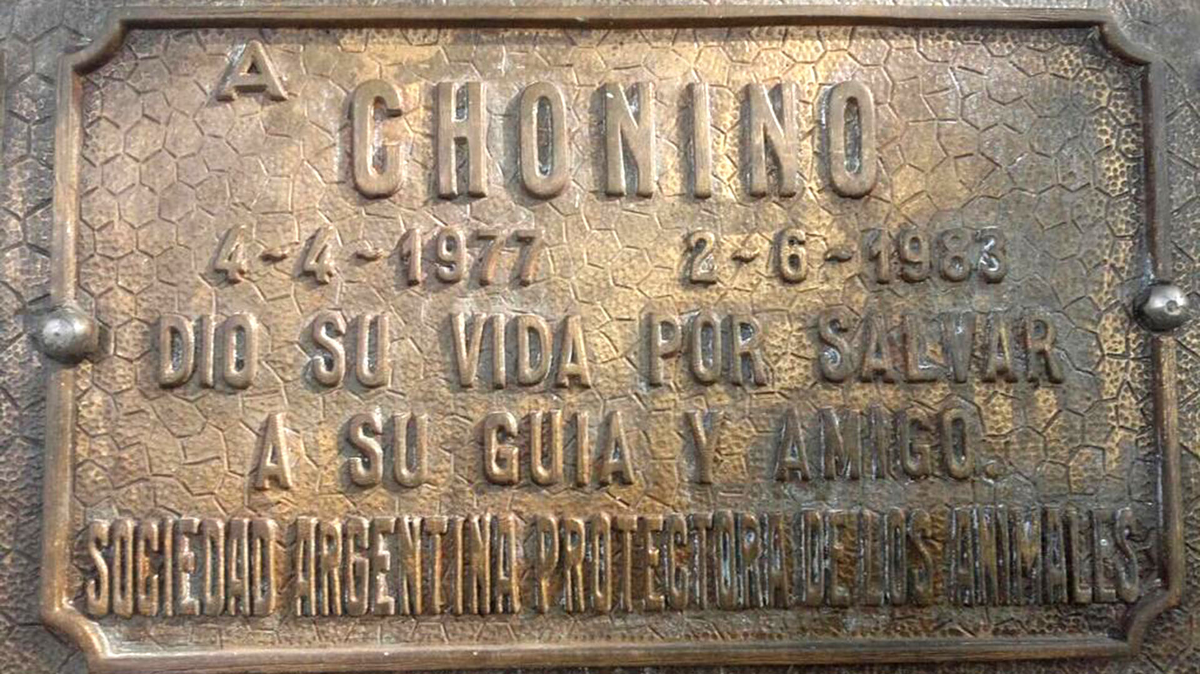 A CHONINO
4-4-1977 2-6-1983
DIO SU VIDA POR SALVAR
A SU GUIA Y AMIGO.
SOCIEDAD ARGENTINA PROTECTORA DE LOS ANIMALES